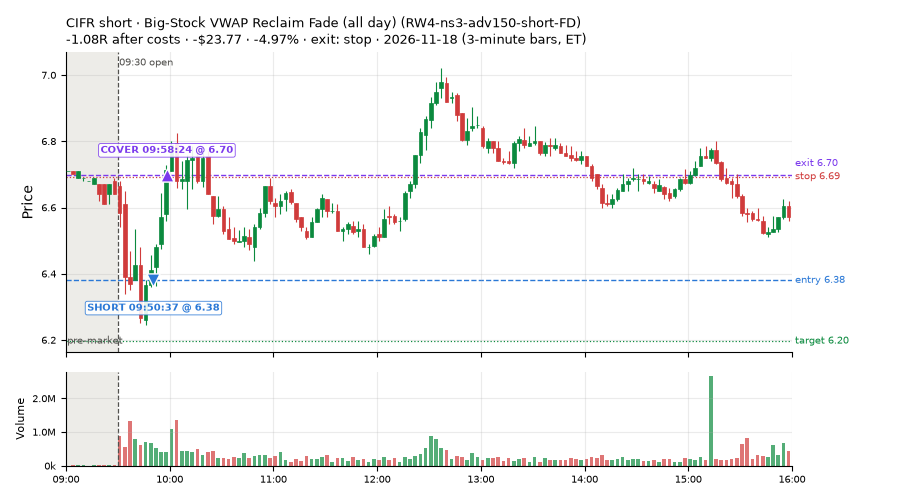 CIFR short · Big-Stock VWAP Reclaim Fade (all day) (RW4-ns3-adv150-short-FD)
-1.08R after costs · -$23.77 · -4.97% · exit: stop · 2026-11-18 (3-minute bars, ET)
09:30 open
7.0
6.8
6.6
6.4
6.2
Price
COVER 09:58:24 @ 6.70
SHORT 09:50:37 @ 6.38
exit 6.70
stop 6.69
entry 6.38
target 6.20
pre-market
2.0M
1.0M
0k
Volume
09:00
10:00
11:00
12:00
13:00
14:00
15:00
16:00